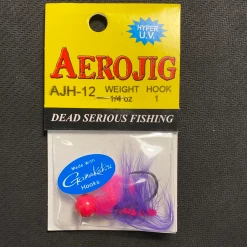 HYPER
U.V.
AEROJIG
AJH-12 WEIGHT HOOK
1/4 oz 1
DEAD SERIOUS FISHING
Made With
Gamakatsu
Hooks